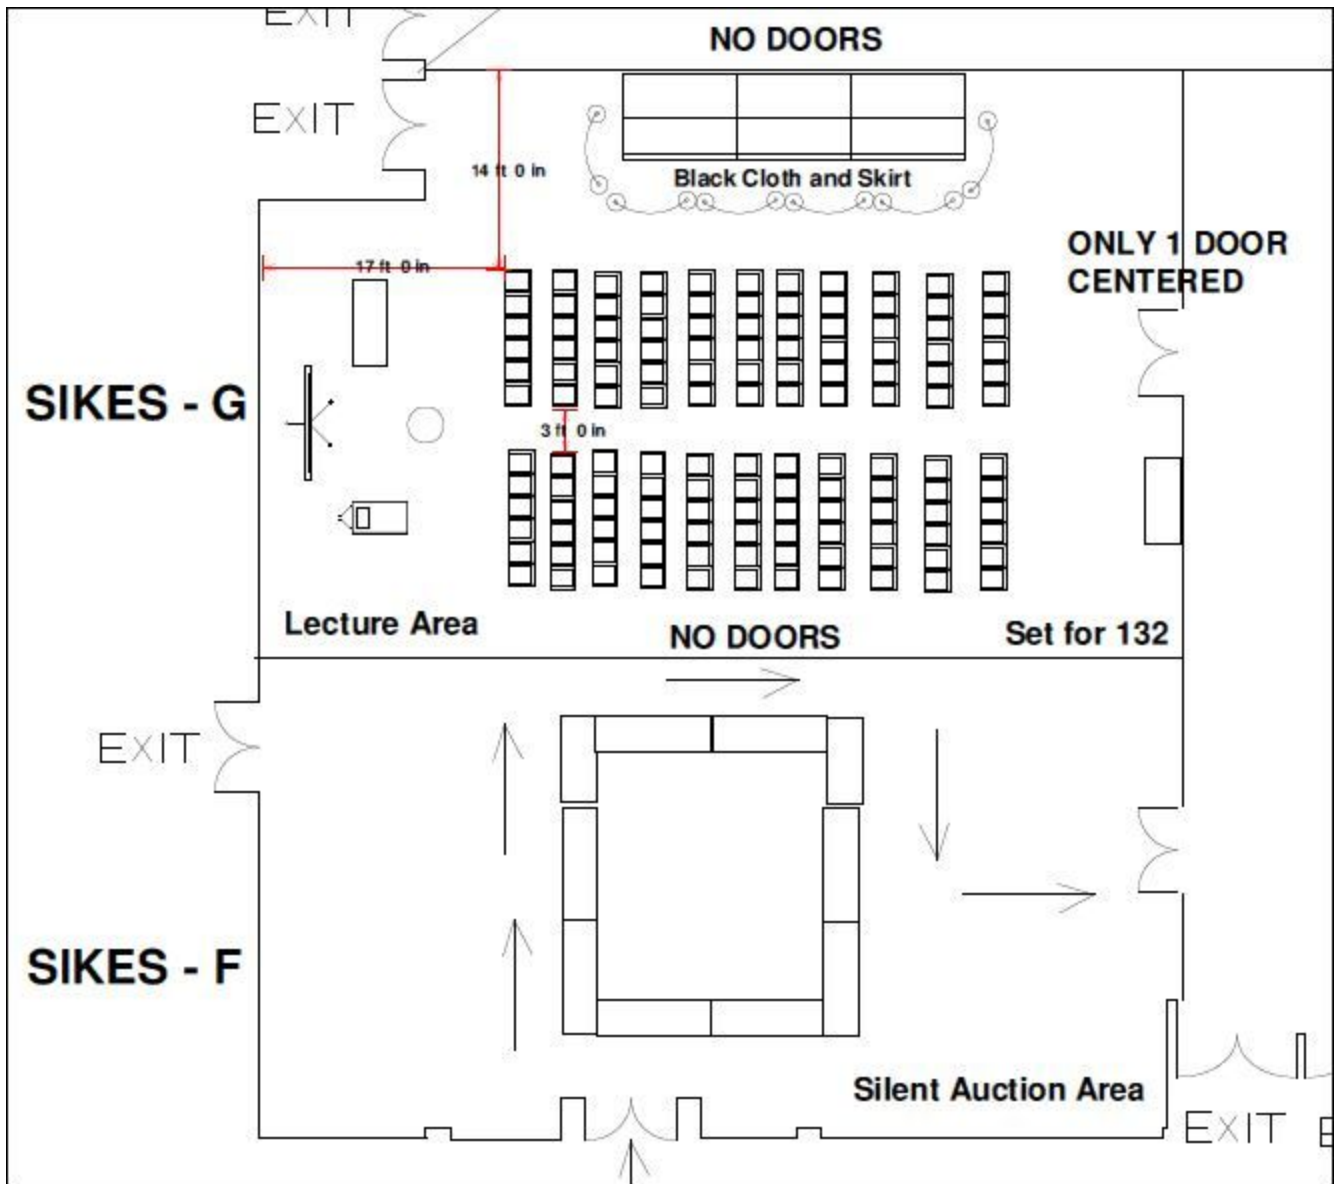 EXIT
NO DOORS
EXIT
14 ft 0 in
Black Cloth and Skirt
ONLY 1 DOOR
CENTERED
17 ft 0 in
SIKES - G
3 ft 0 in
Lecture Area
NO DOORS
Set for 132
EXIT
SIKES - F
Silent Auction Area
EXIT